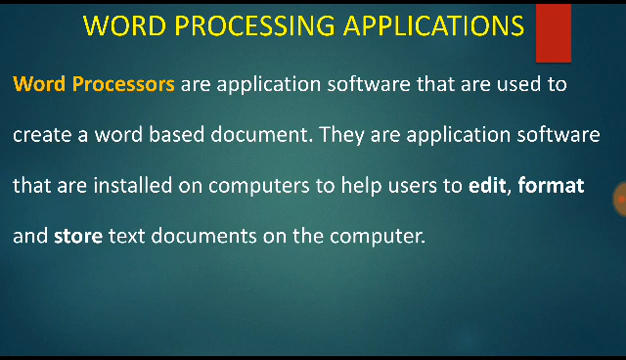 WORD PROCESSING APPLICATIONS
Word Processors are application software that are used to
create a word based document. They are application software
that are installed on computers to help users to edit, format
and store text documents on the computer.